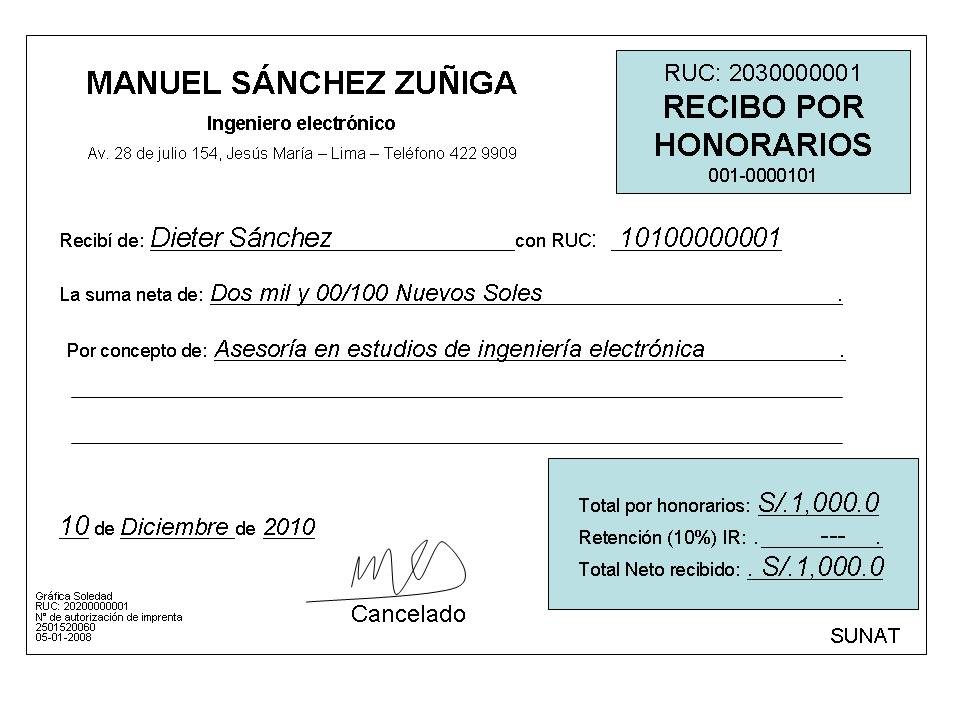 MANUEL SÁNCHEZ ZUÑIGA
Ingeniero electrónico
Av. 28 de julio 154, Jesús María – Lima – Teléfono 422 9909
RUC: 2030000001
RECIBO POR
HONORARIOS
001-0000101
Recibí de: Dieter Sánchez con RUC: 10100000001
La suma neta de: Dos mil y 00/100 Nuevos Soles .
Por concepto de: Asesoría en estudios de ingeniería electrónica .
10 de Diciembre de 2010
Cancelado
Total por honorarios: S/.1,000.0
Retención (10%) IR: . --- .
Total Neto recibido: . S/.1,000.0
Gráfica Soledad
RUC: 20200000001
N° de autorización de imprenta
2501520060
05-01-2008
SUNAT